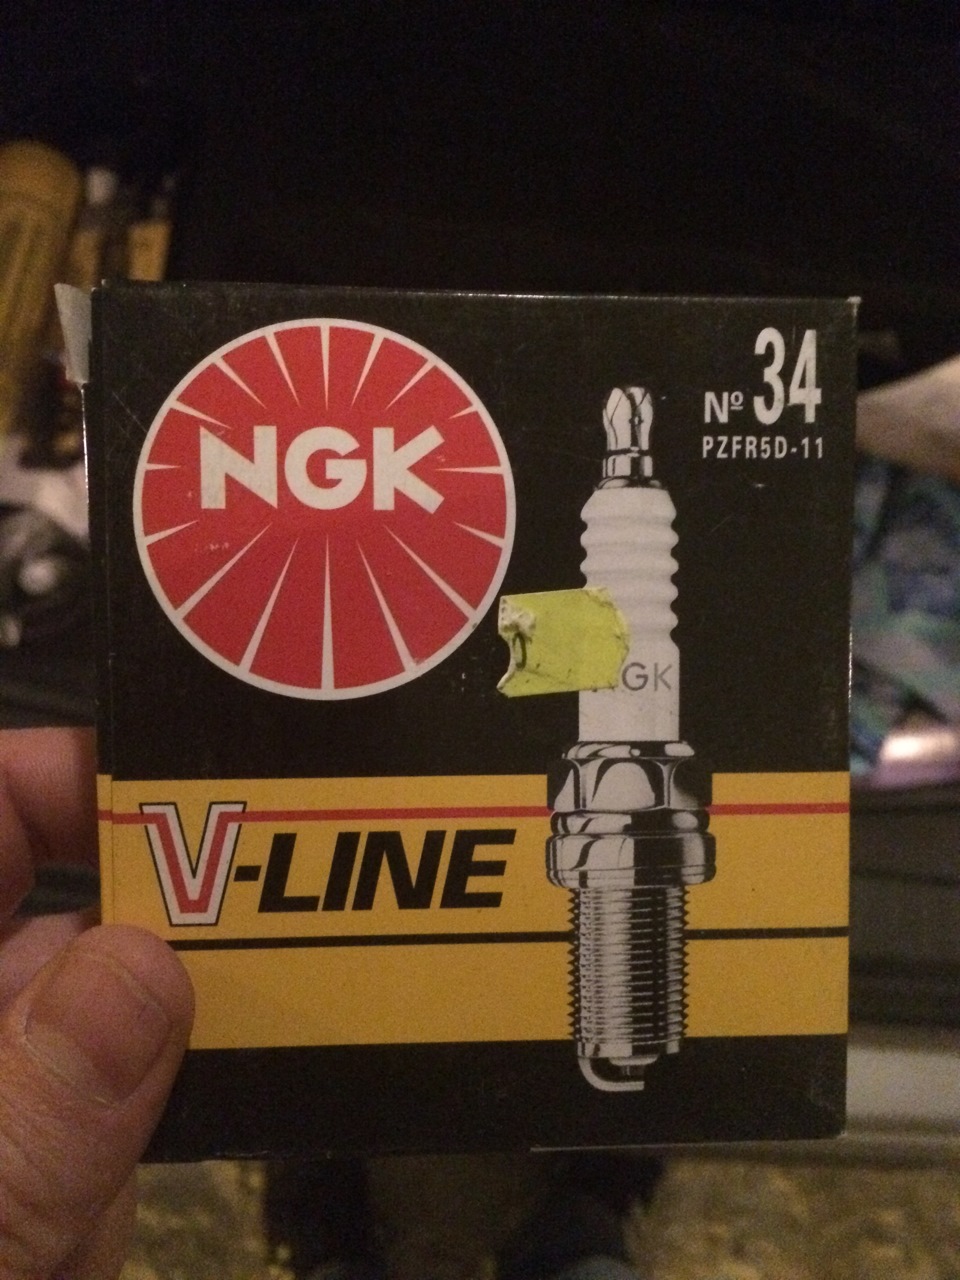 NGK
Nº 34
PZFR5D-11
GK
V-LINE